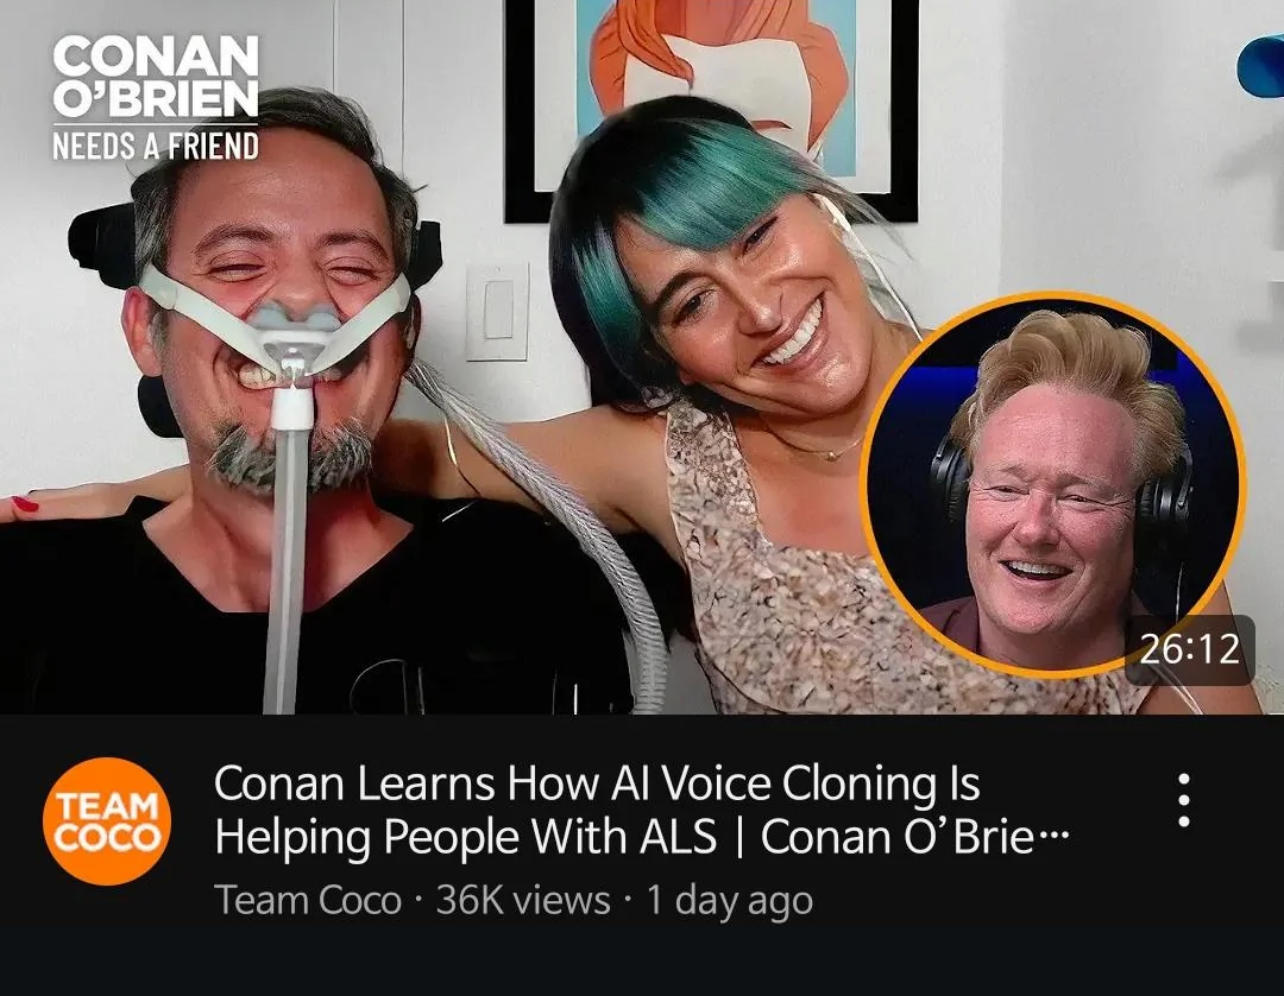 CONAN
O’BRIEN
NEEDS A FRIEND
26:12
TEAM
COCO
Conan Learns How AI Voice Cloning Is
Helping People With ALS | Conan O’Brie...
Team Coco · 36K views · 1 day ago